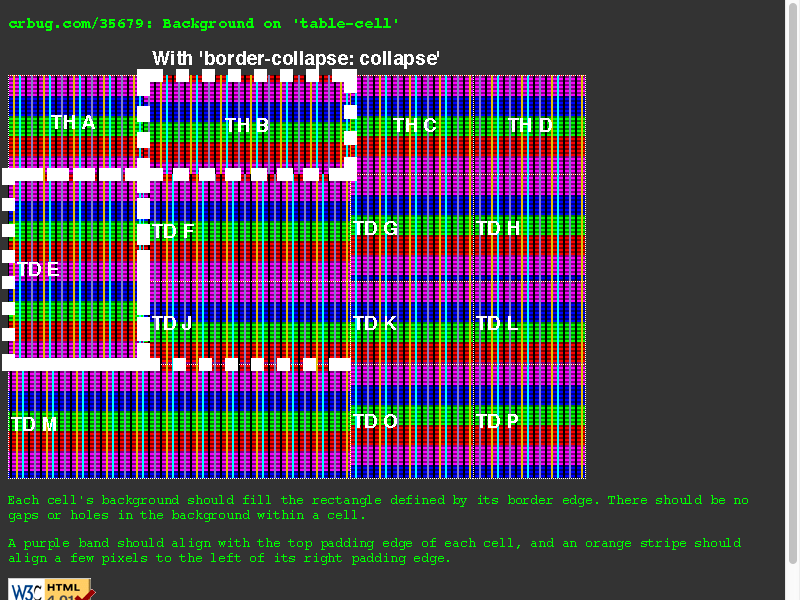 crbug.com/35679: Background on 'table-cell'
With 'border-collapse: collapse'
TH A TH B TH C TH D
TD E TD F TD G TD H
TD J TD K TD L
TD M TD O TD P
Each cell's background should fill the rectangle defined by its border edge. There should be no
gaps or holes in the background within a cell.
A purple band should align with the top padding edge of each cell, and an orange stripe should
align a few pixels to the left of its right padding edge.
W3C HTML
4.01